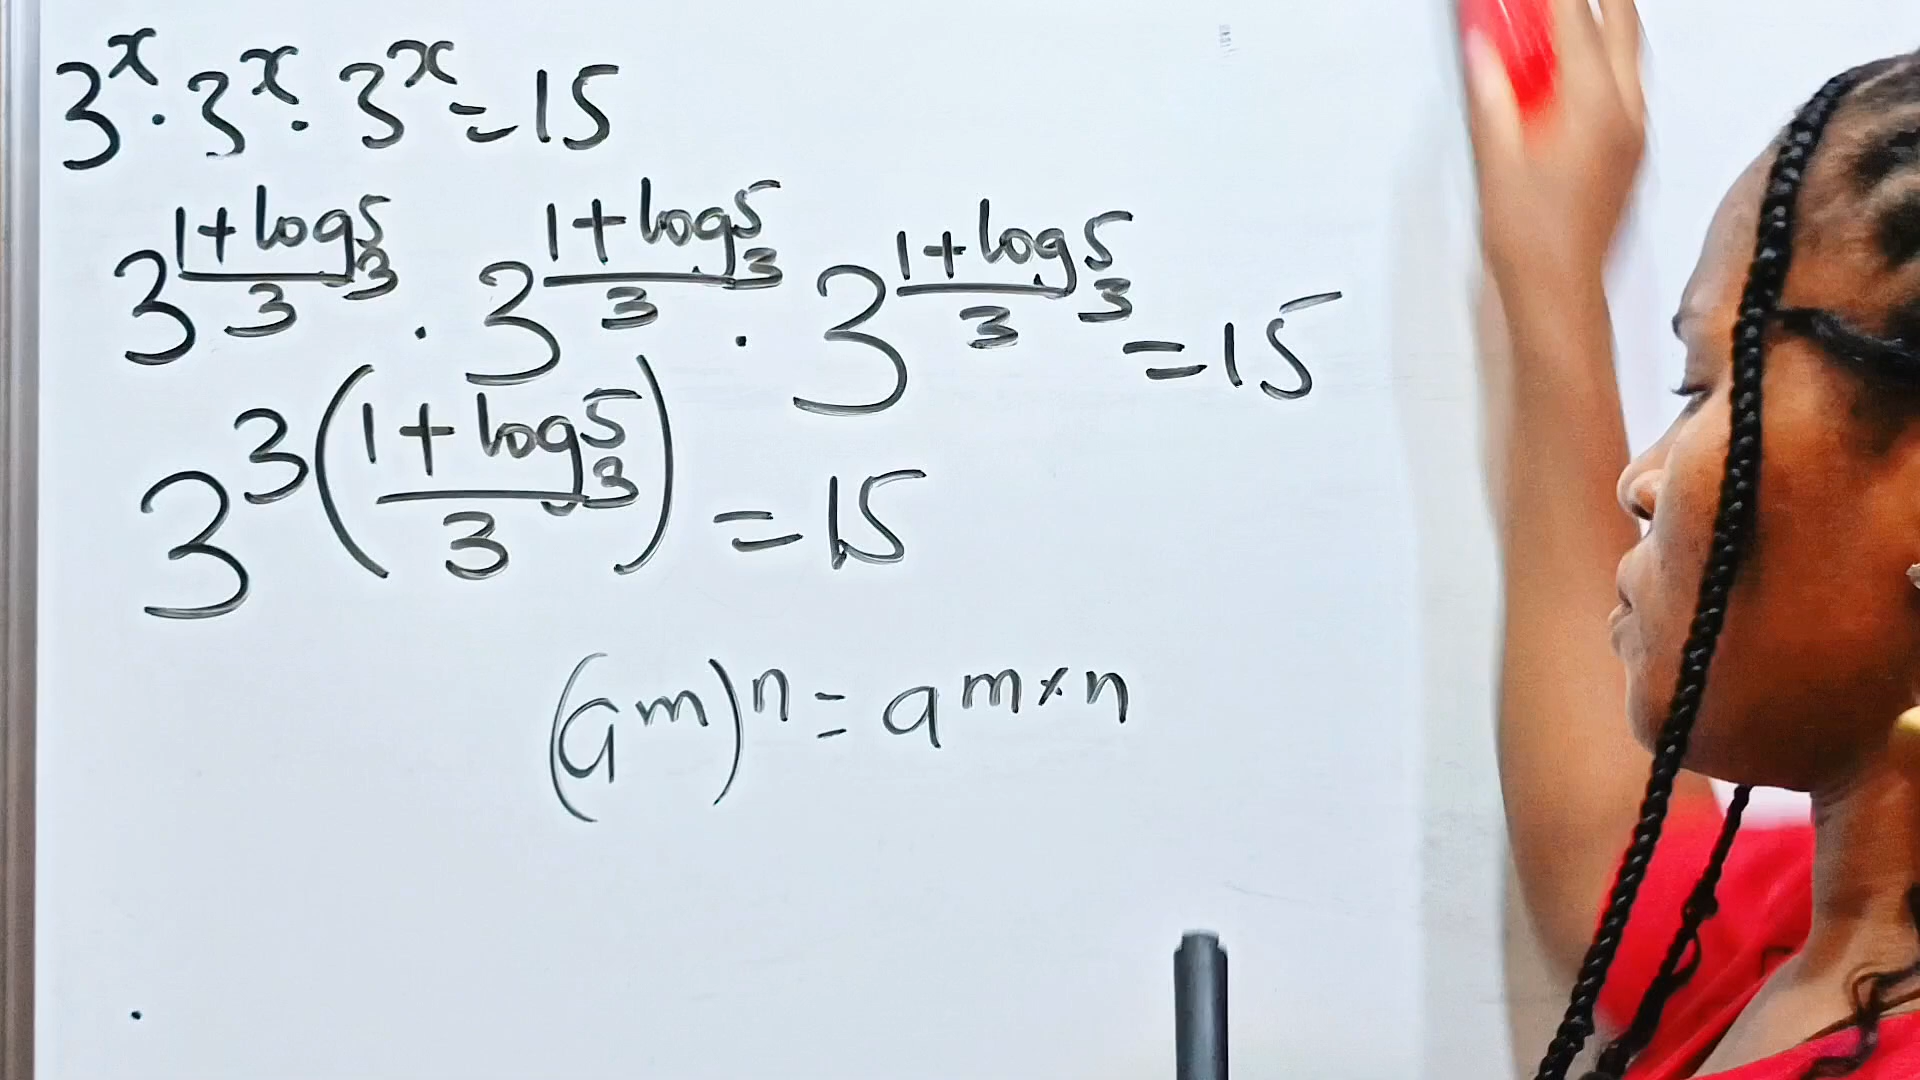 3^x · 3^x · 3^x = 15
3^((1+log_3 5)/3) · 3^((1+log_3 5)/3) · 3^((1+log_3 5)/3) = 15
3^(3((1+log_3 5)/3)) = 15
(a^m)^n = a^(m×n)